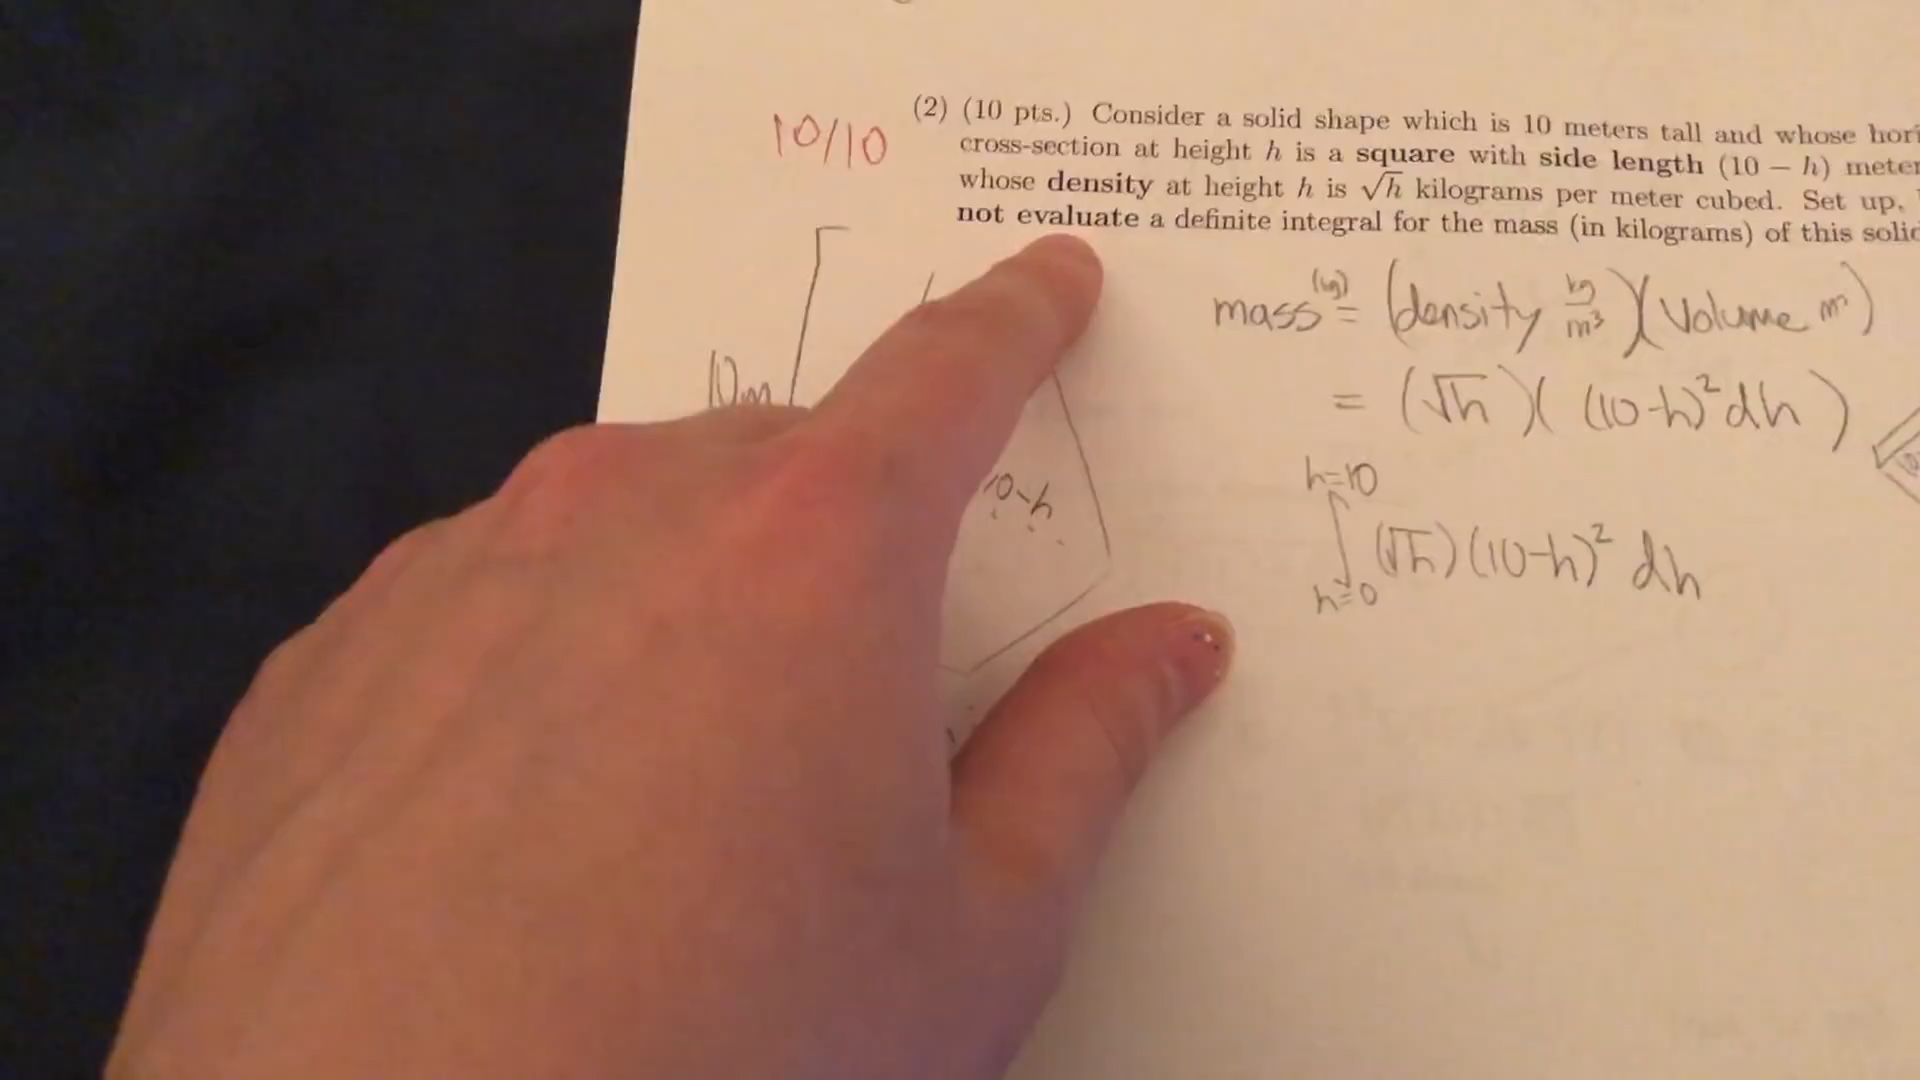 10/10
(2) (10 pts.) Consider a solid shape which is 10 meters tall and whose hori
cross-section at height h is a square with side length (10 − h) meter
whose density at height h is √h kilograms per meter cubed. Set up,
not evaluate a definite integral for the mass (in kilograms) of this solid
mass (kg) = (density kg/m³)(volume m³)
= (√h)((10-h)²dh)
10m
h=10
10-h
∫ (√h)(10-h)² dh
h=0